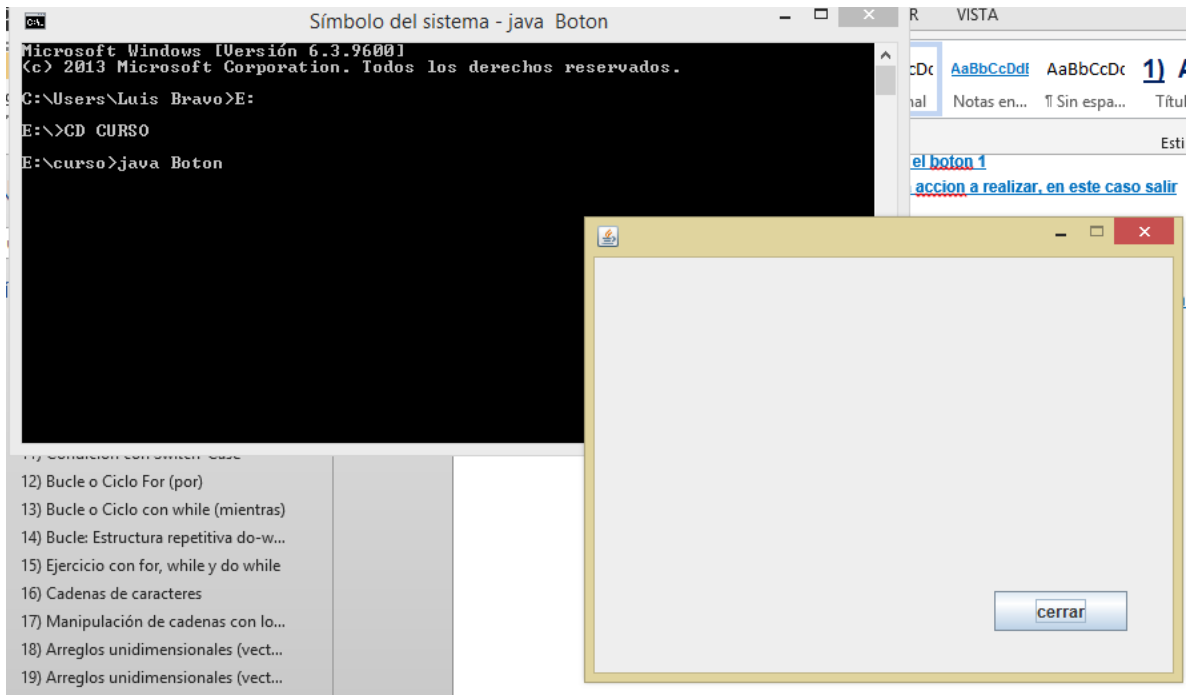 Símbolo del sistema - java Boton
Microsoft Windows [Versión 6.3.9600]
(c) 2013 Microsoft Corporation. Todos los derechos reservados.
C:\Users\Luis Bravo>E:
E:\>CD CURSO
E:\curso>java Boton
R VISTA
AaBbCcDdE AaBbCcDc 1)
Notas en... ¶ Sin espa...
el boton 1
accion a realizar, en este caso salir
cerrar
12) Bucle o Ciclo For (por)
13) Bucle o Ciclo con while (mientras)
14) Bucle: Estructura repetitiva do-w...
15) Ejercicio con for, while y do while
16) Cadenas de caracteres
17) Manipulación de cadenas con lo...
18) Arreglos unidimensionales (vect...
19) Arreglos unidimensionales (vect...